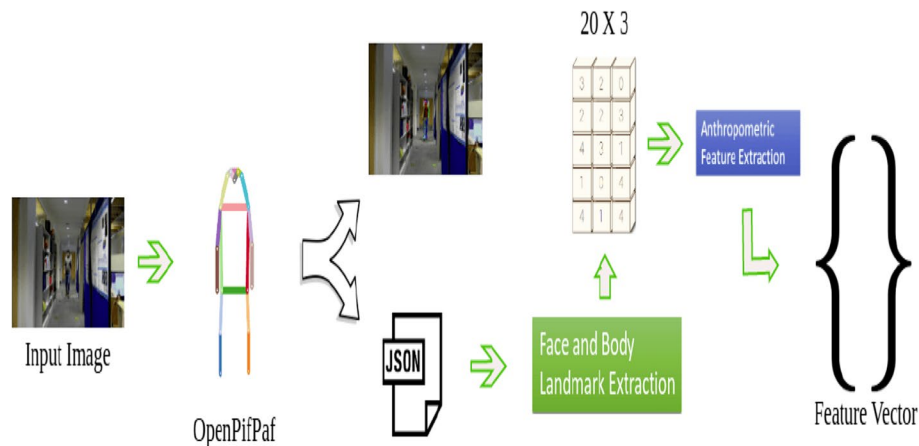 20 X 3
3 2 0
2 2 3
4 3 1
1 3 4
4 1 4
Anthropometric
Feature Extraction
Input Image
OpenPifPaf
JSON
Face and Body
Landmark Extraction
Feature Vector